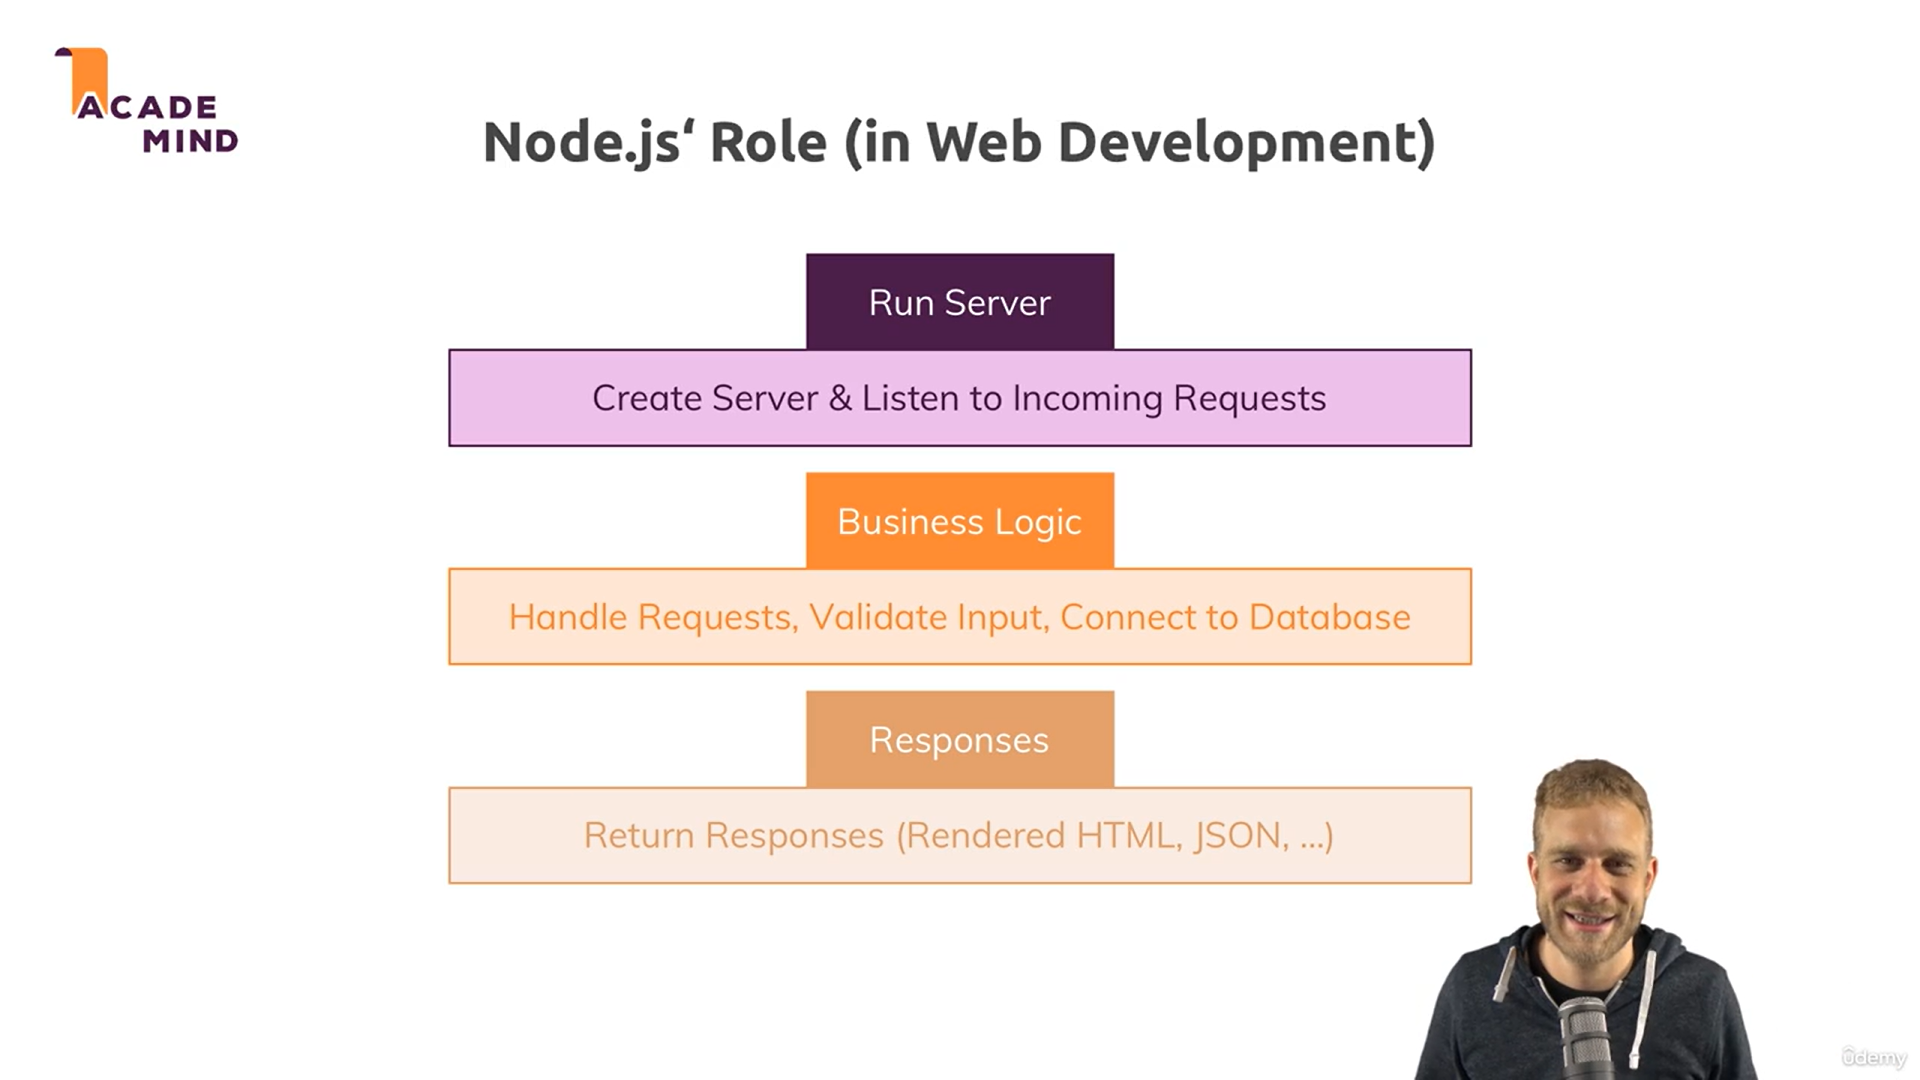 ACADE
MIND
Node.js‘ Role (in Web Development)
Run Server
Create Server & Listen to Incoming Requests
Business Logic
Handle Requests, Validate Input, Connect to Database
Responses
Return Responses (Rendered HTML, JSON, ...)
ûdemy